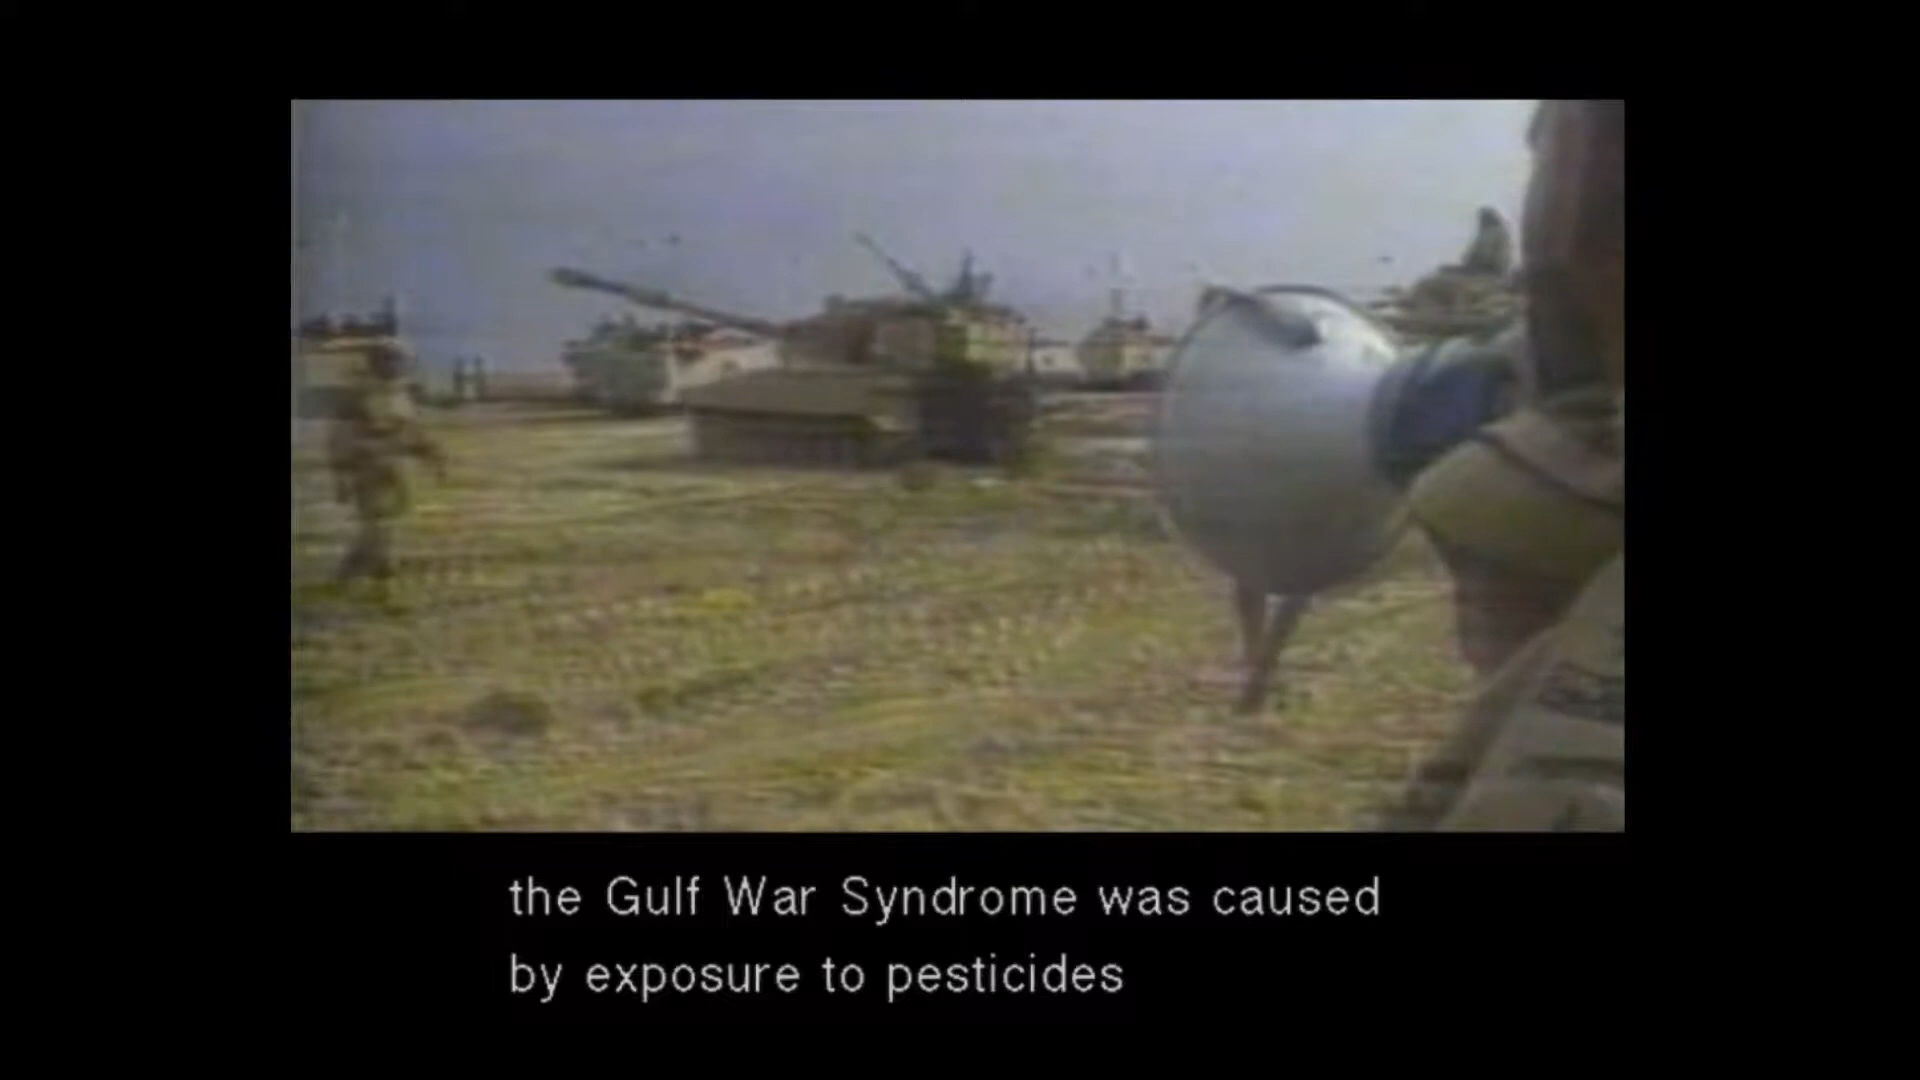 the Gulf War Syndrome was caused
by exposure to pesticides